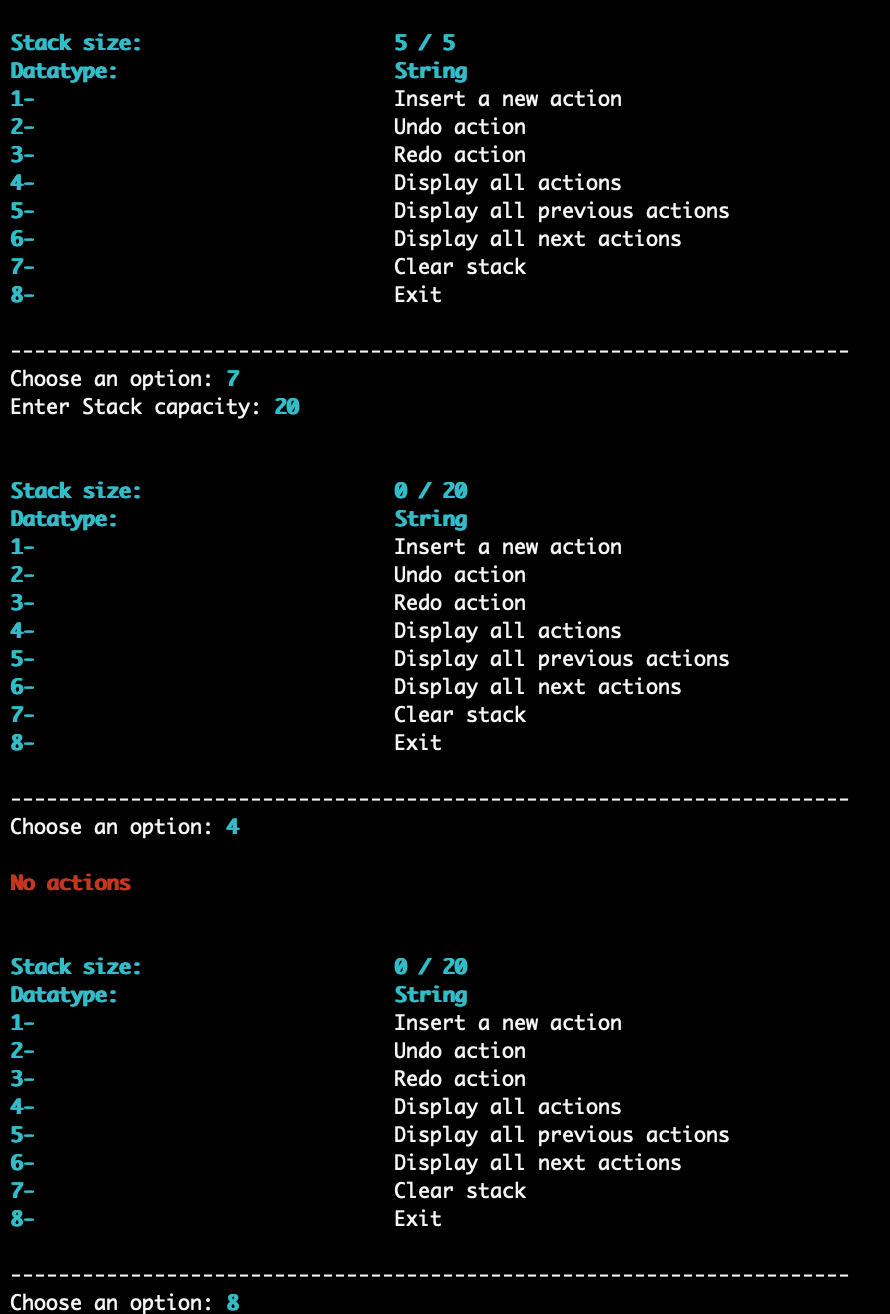 Stack size: 5 / 5
Datatype: String
1- Insert a new action
2- Undo action
3- Redo action
4- Display all actions
5- Display all previous actions
6- Display all next actions
7- Clear stack
8- Exit
----------------------------------------------------------------------
Choose an option: 7
Enter Stack capacity: 20
Stack size: 0 / 20
Datatype: String
1- Insert a new action
2- Undo action
3- Redo action
4- Display all actions
5- Display all previous actions
6- Display all next actions
7- Clear stack
8- Exit
----------------------------------------------------------------------
Choose an option: 4
No actions
Stack size: 0 / 20
Datatype: String
1- Insert a new action
2- Undo action
3- Redo action
4- Display all actions
5- Display all previous actions
6- Display all next actions
7- Clear stack
8- Exit
----------------------------------------------------------------------
Choose an option: 8